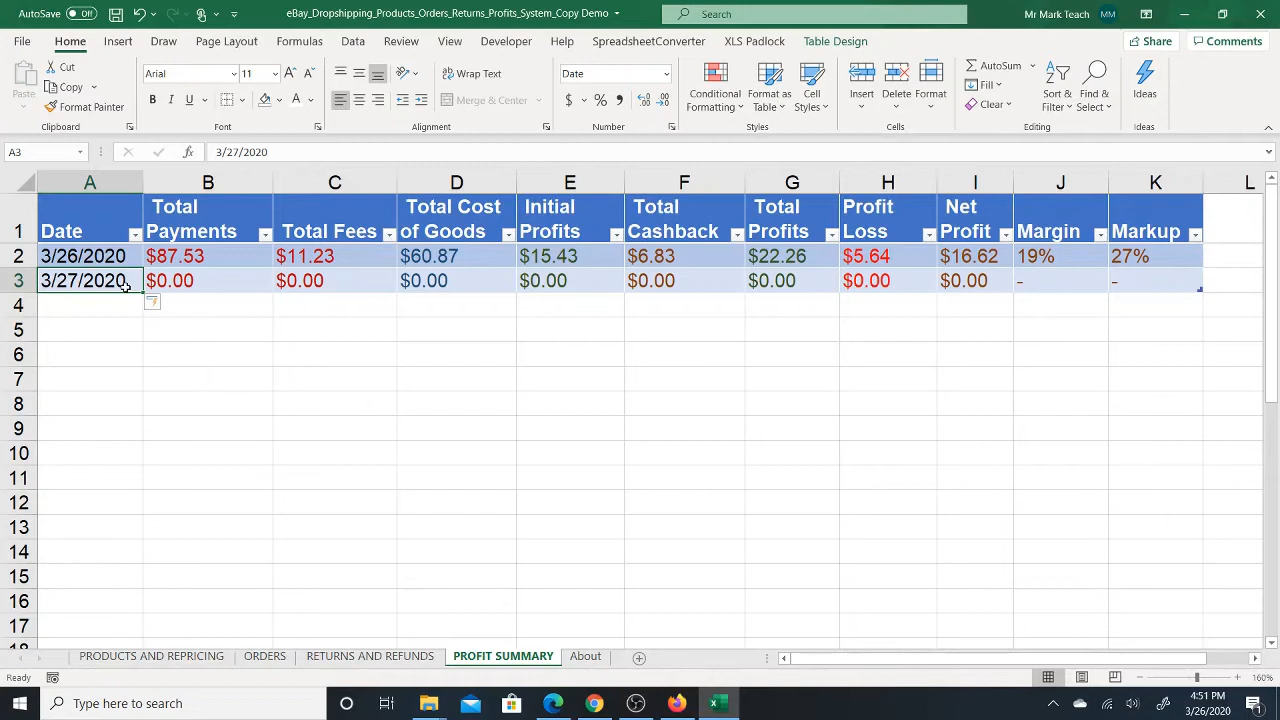 AutoSave Off
eBay_Dropshipping_Products_Orders_Returns_Profits_System_Copy Demo
Search
Mr Mark Teach
MM
File Home Insert Draw Page Layout Formulas Data Review View Developer Help SpreadsheetConverter XLS Padlock Table Design
Share
Comments
Paste
Cut
Copy
Format Painter
Clipboard
Arial
11
B I U
Font
Wrap Text
Merge & Center
Alignment
Date
$ % ,
Number
Conditional Formatting
Format as Table
Cell Styles
Styles
Insert
Delete
Format
Cells
AutoSum
Fill
Clear
Sort & Filter
Find & Select
Editing
Ideas
Ideas
A3
fx
3/27/2020
A B C D E F G H I J K L
1 Date Total Payments Total Fees Total Cost of Goods Initial Profits Total Cashback Total Profits Profit Loss Net Profit Margin Markup
2 3/26/2020 $87.53 $11.23 $60.87 $15.43 $6.83 $22.26 $5.64 $16.62 19% 27%
3 3/27/2020 $0.00 $0.00 $0.00 $0.00 $0.00 $0.00 $0.00 $0.00 - -
4
5
6
7
8
9
10
11
12
13
14
15
16
17
PRODUCTS AND REPRICING ORDERS RETURNS AND REFUNDS PROFIT SUMMARY About
Ready
160%
Type here to search
4:51 PM
3/26/2020